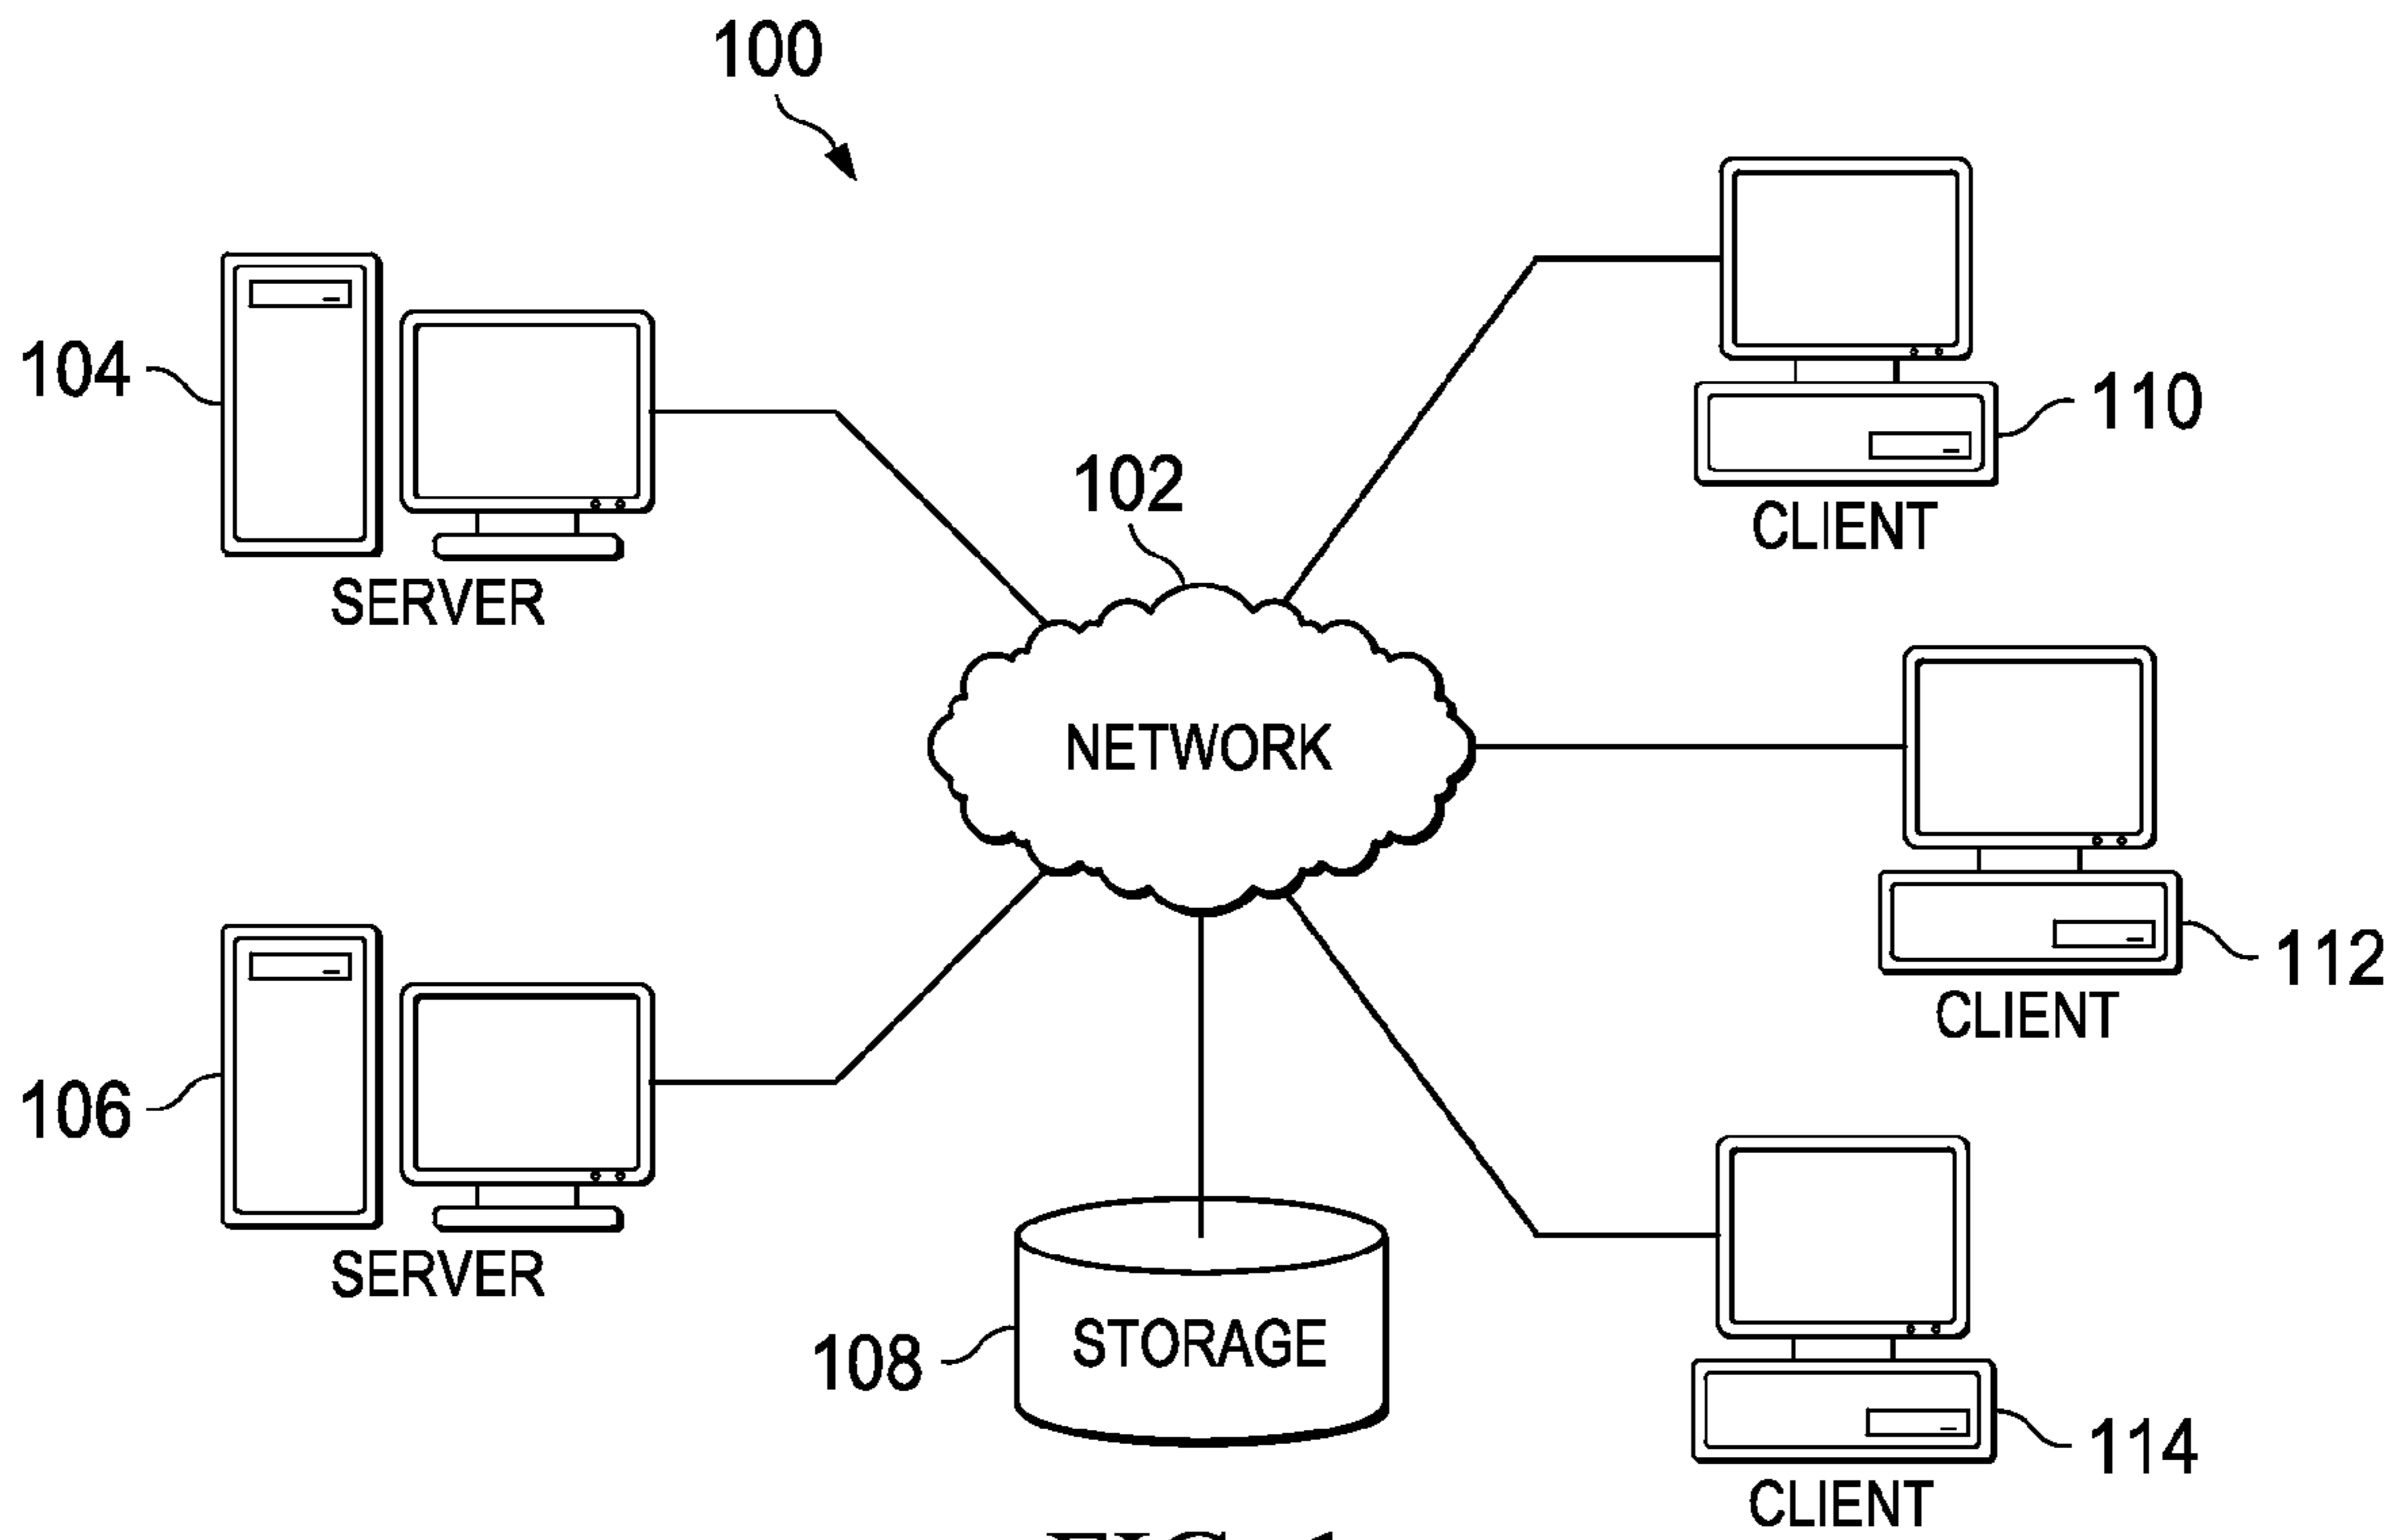 100
104
SERVER
102
110
CLIENT
NETWORK
112
CLIENT
106
SERVER
108
STORAGE
114
CLIENT